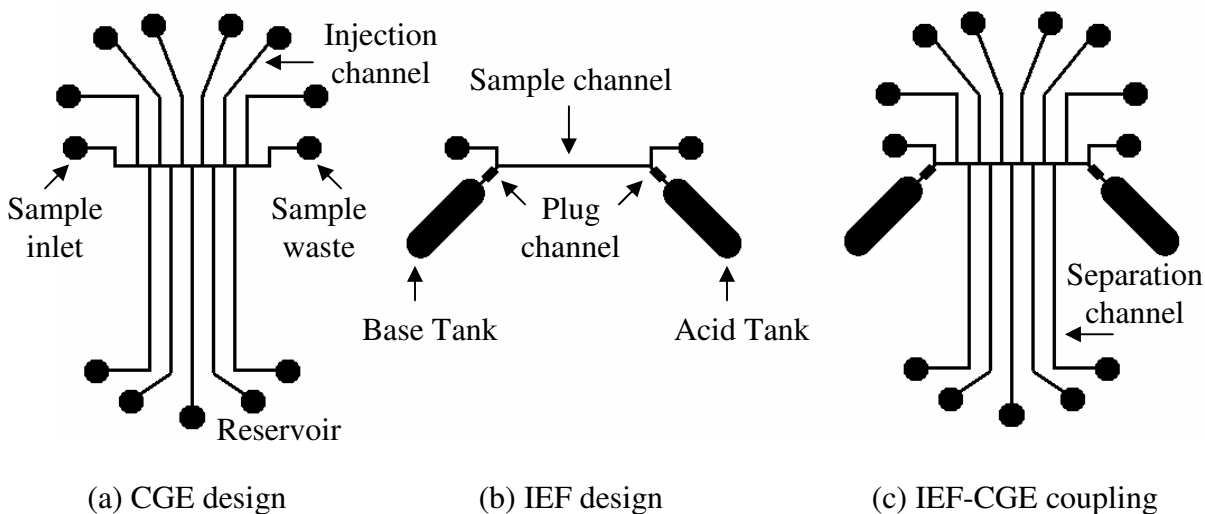 Injection
channel
Sample
inlet
Sample
waste
Reservoir
(a) CGE design
Sample channel
Plug
channel
Base Tank
Acid Tank
(b) IEF design
Separation
channel
(c) IEF-CGE coupling